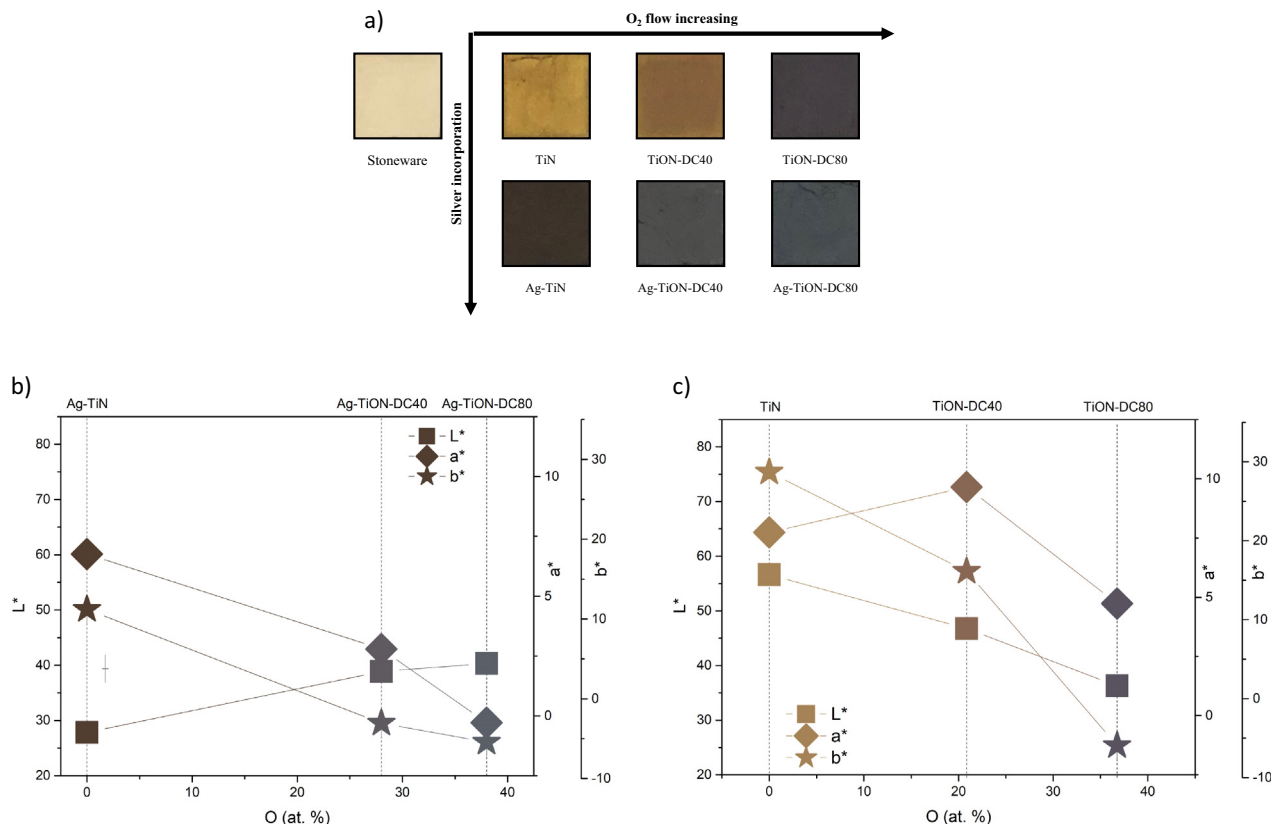 a)
O₂ flow increasing
Silver incorporation
Stoneware
TiN
TiON-DC40
TiON-DC80
Ag-TiN
Ag-TiON-DC40
Ag-TiON-DC80
b)
Ag-TiN
Ag-TiON-DC40
Ag-TiON-DC80
L*
a*
b*
80
70
60
50
40
30
20
L*
0
10
20
30
40
O (at. %)
10
5
0
a*
30
20
10
0
-10
b*
c)
TiN
TiON-DC40
TiON-DC80
L*
a*
b*
80
70
60
50
40
30
20
L*
0
10
20
30
40
O (at. %)
10
5
0
a*
30
20
10
0
-10
b*